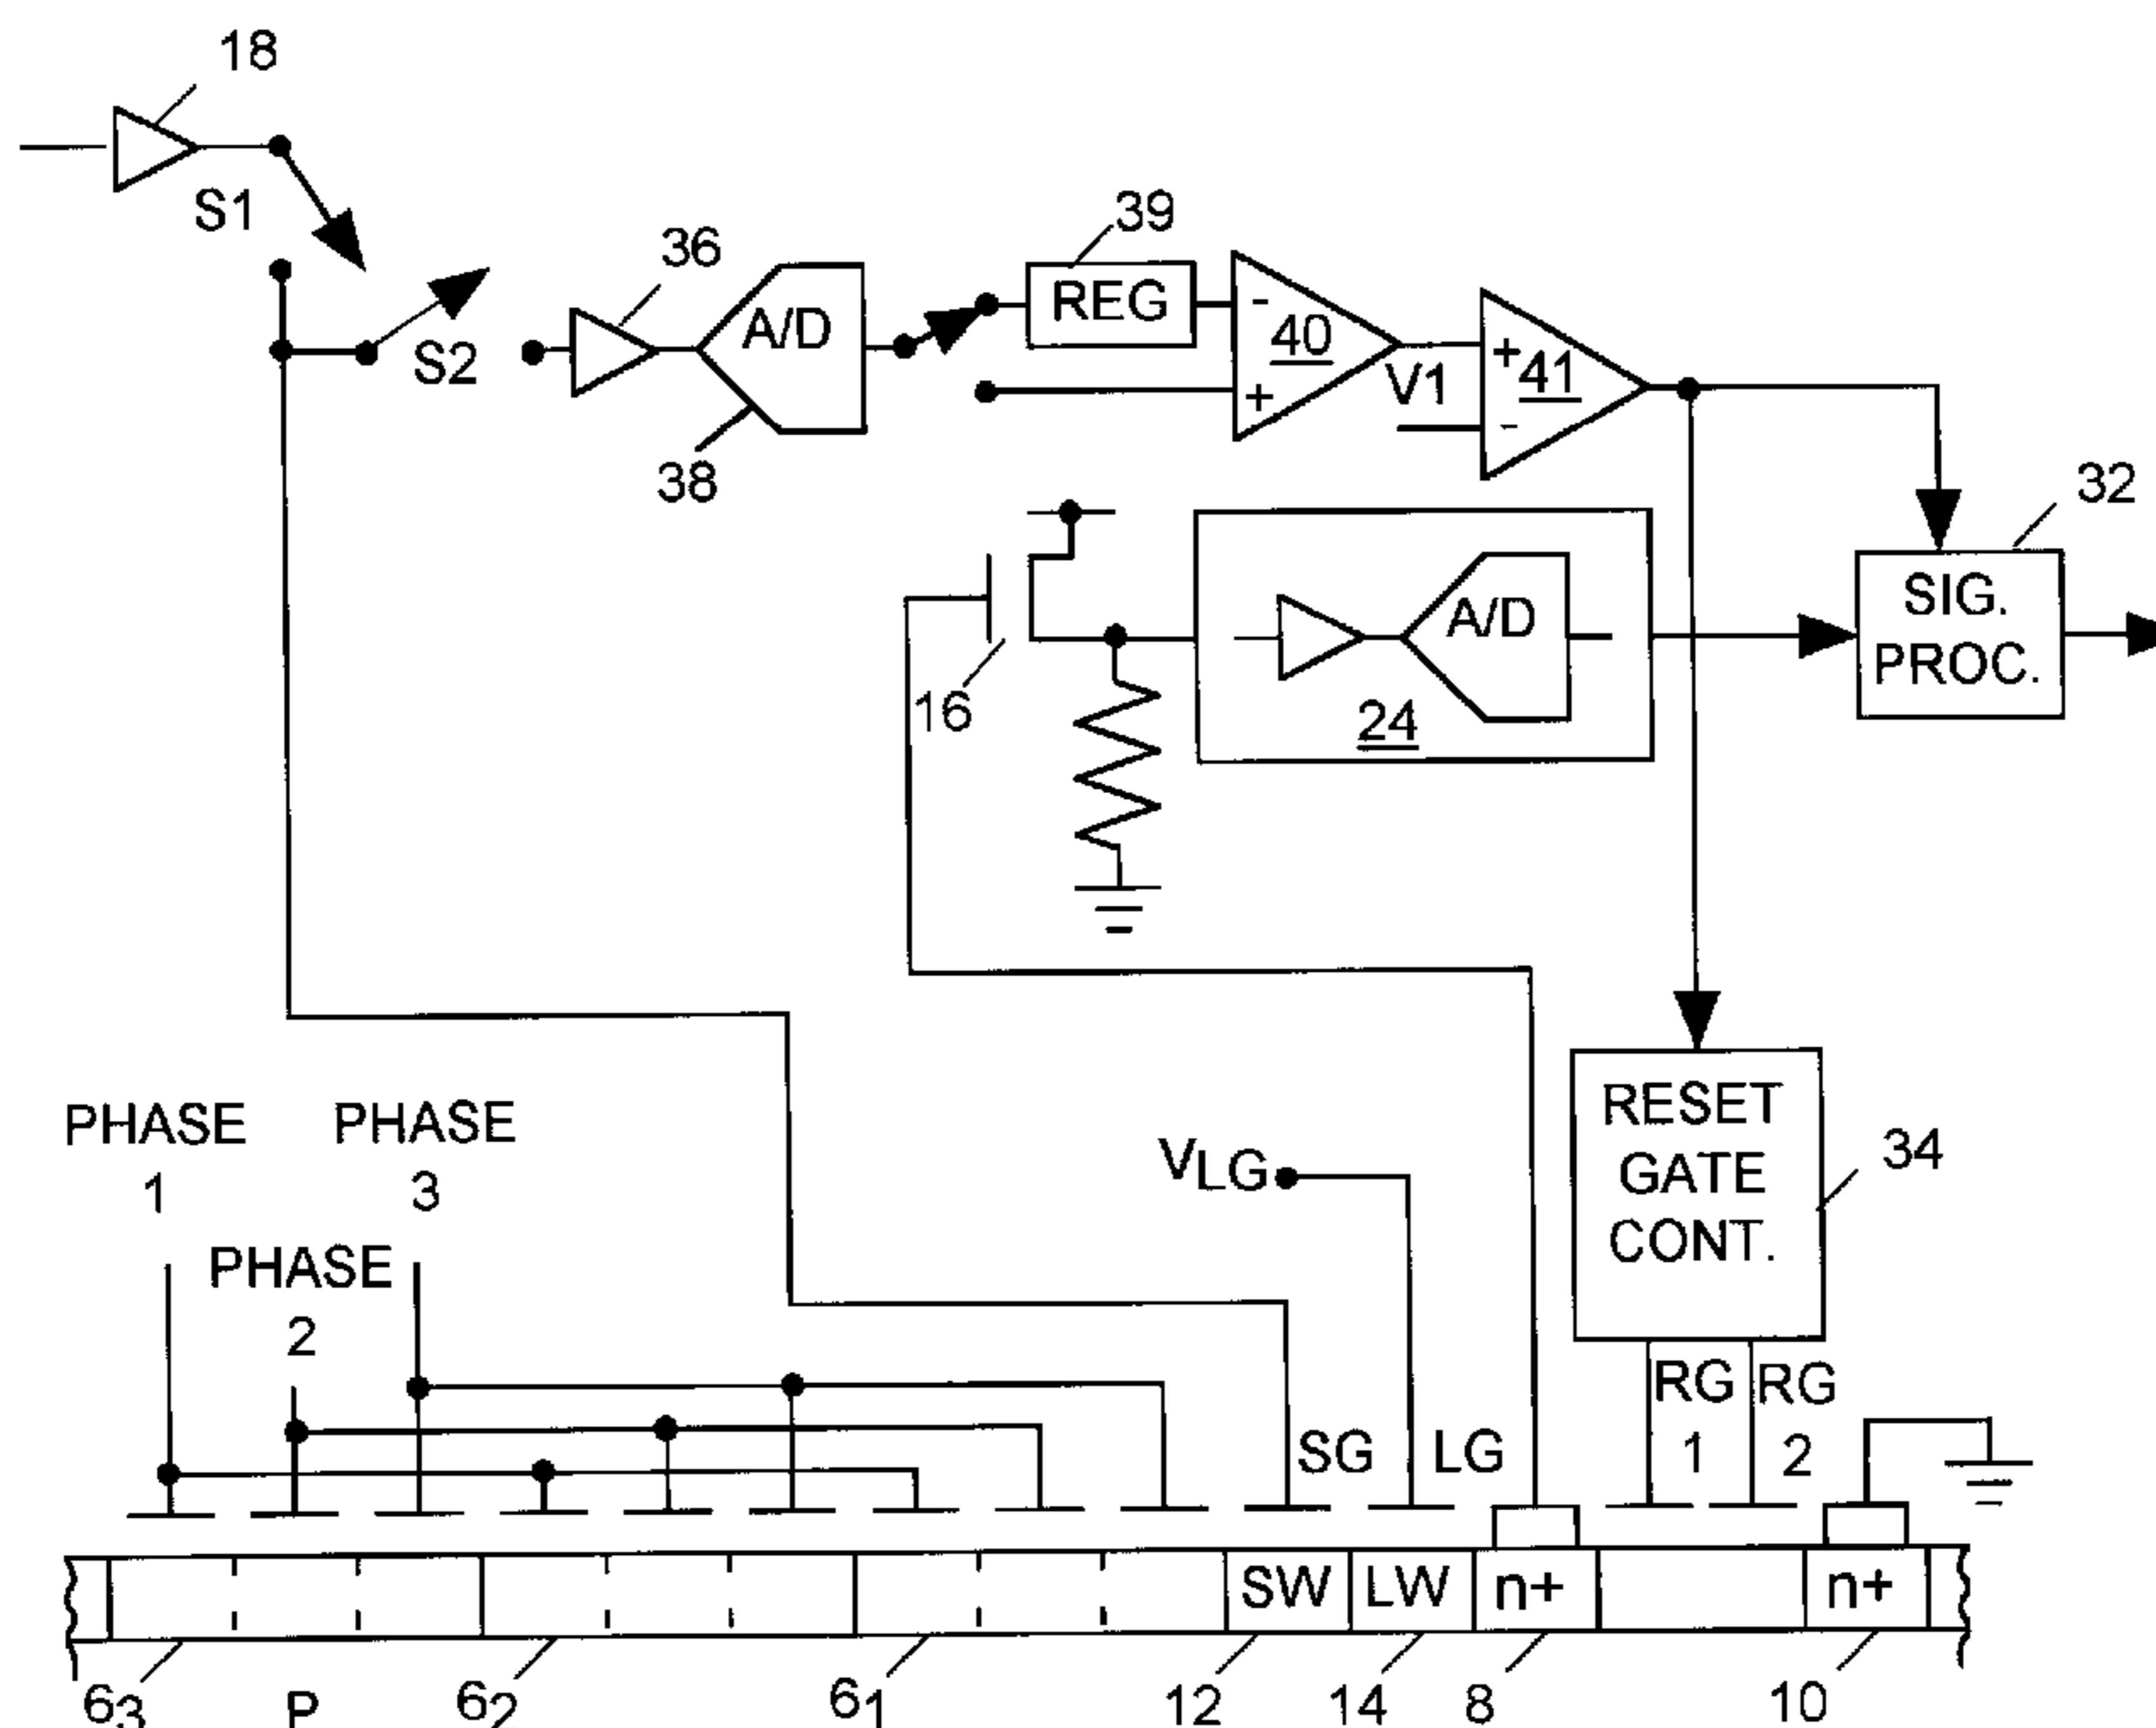 18
S1
39
36
REG
A/D
-
40
+
S2
V1
+
41
-
38
32
SIG.
PROC.
A/D
16
24
PHASE
1
PHASE
3
PHASE
2
VLG
RESET
GATE
CONT.
34
RG
1
RG
2
SG
LG
SW
LW
n+
n+
63
P
62
61
12
14
8
10